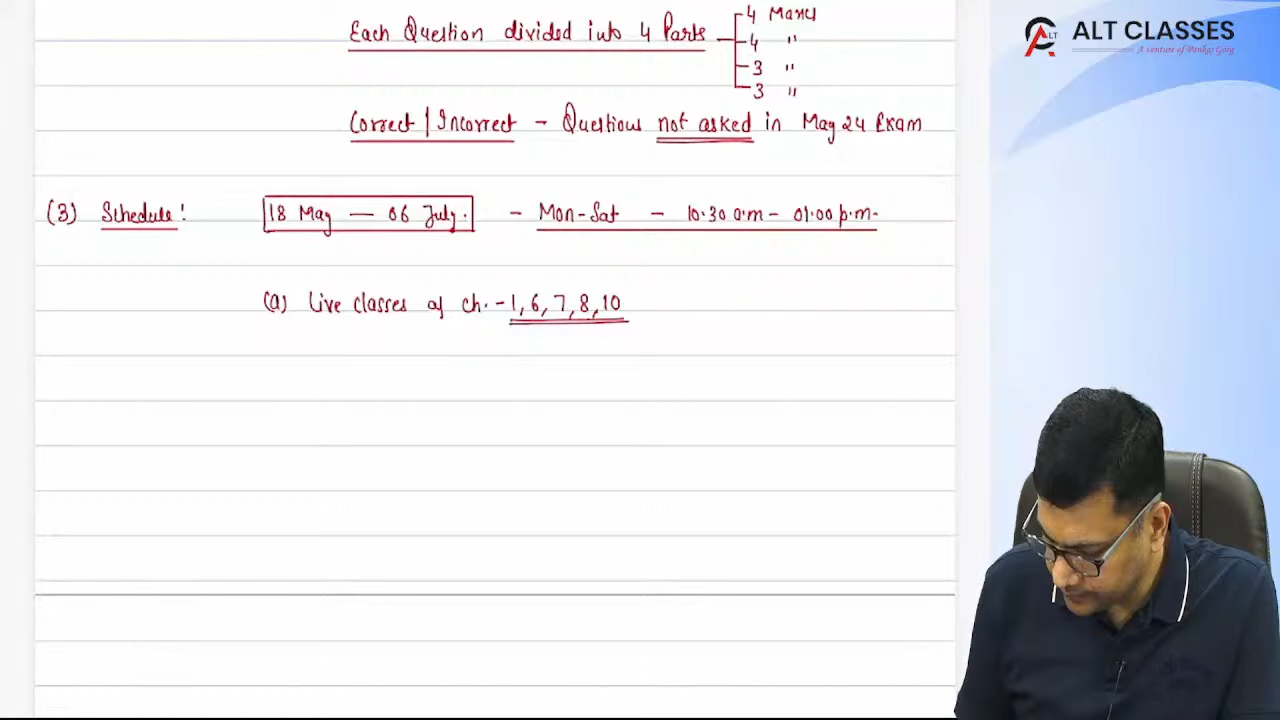 Each Question divided into 4 Parts
4 Marks
4 "
3 "
3 "
Correct | Incorrect - Questions not asked in May 24 Exam
(3) Schedule: 18 May — 06 July. - Mon-Sat - 10.30 a.m - 01.00 p.m.
(a) Live classes of ch. - 1, 6, 7, 8, 10
ALT CLASSES
A venture of Pankaj Garg
CA ALT